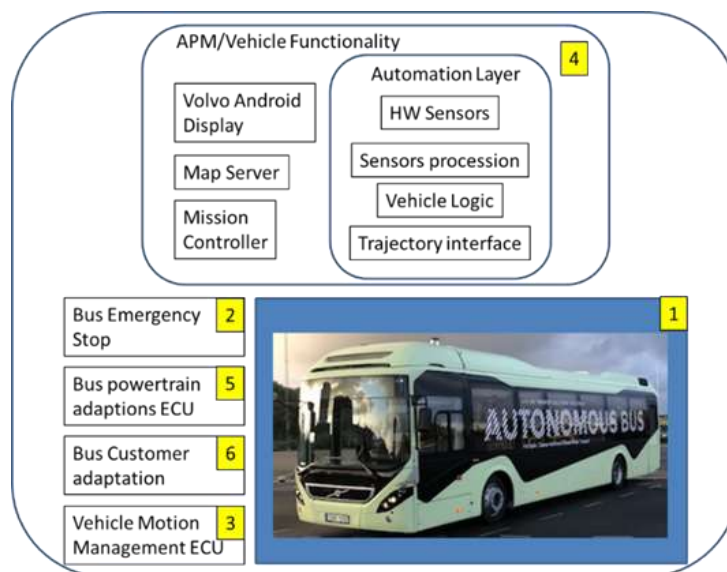 APM/Vehicle Functionality
4
Automation Layer
Volvo Android
Display
HW Sensors
Map Server
Sensors procession
Mission
Controller
Vehicle Logic
Trajectory interface
Bus Emergency
Stop
2
1
Bus powertrain
adaptions ECU
5
Bus Customer
adaptation
6
Vehicle Motion
Management ECU
3
AUTONOMOUS BUS